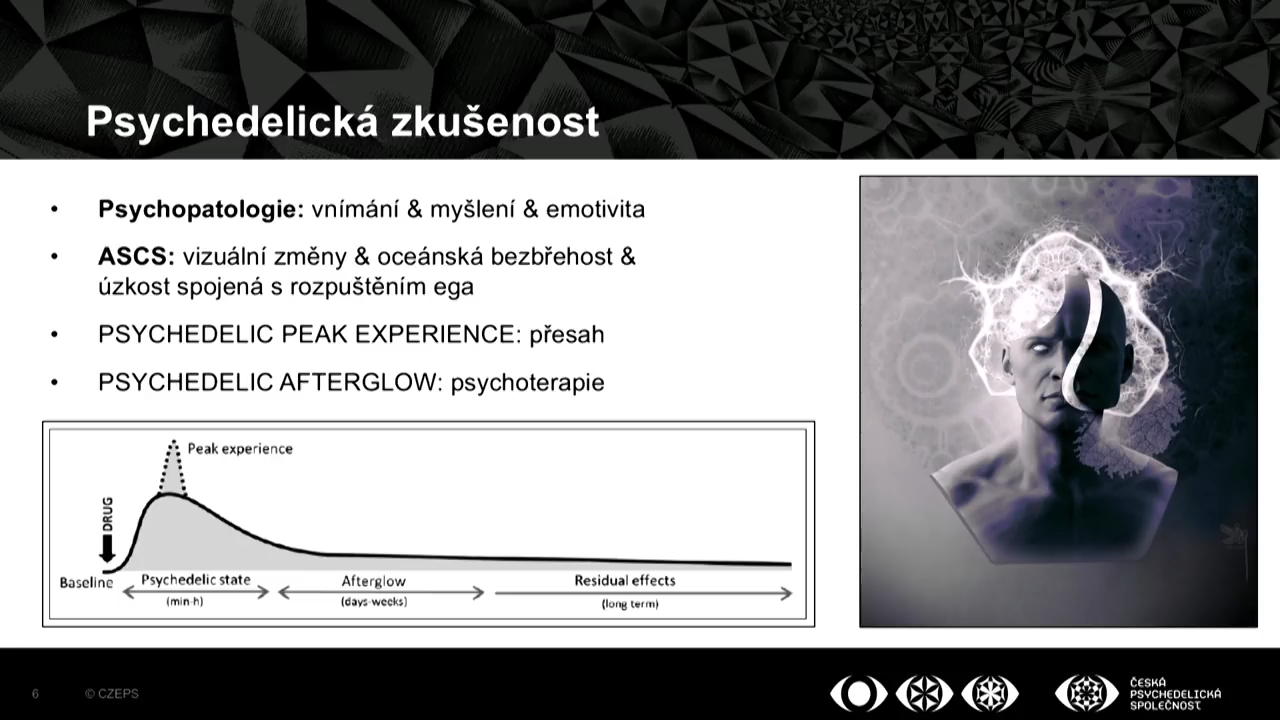 Psychedelická zkušenost
• Psychopatologie: vnímání & myšlení & emotivita
• ASCS: vizuální změny & oceánská bezbřehost &
úzkost spojená s rozpuštěním ega
• PSYCHEDELIC PEAK EXPERIENCE: přesah
• PSYCHEDELIC AFTERGLOW: psychoterapie
Peak experience
DRUG
Baseline
Psychedelic state
(min-h)
Afterglow
(days-weeks)
Residual effects
(long term)
6
© CZEPS
ČESKÁ
PSYCHEDELICKÁ
SPOLEČNOST